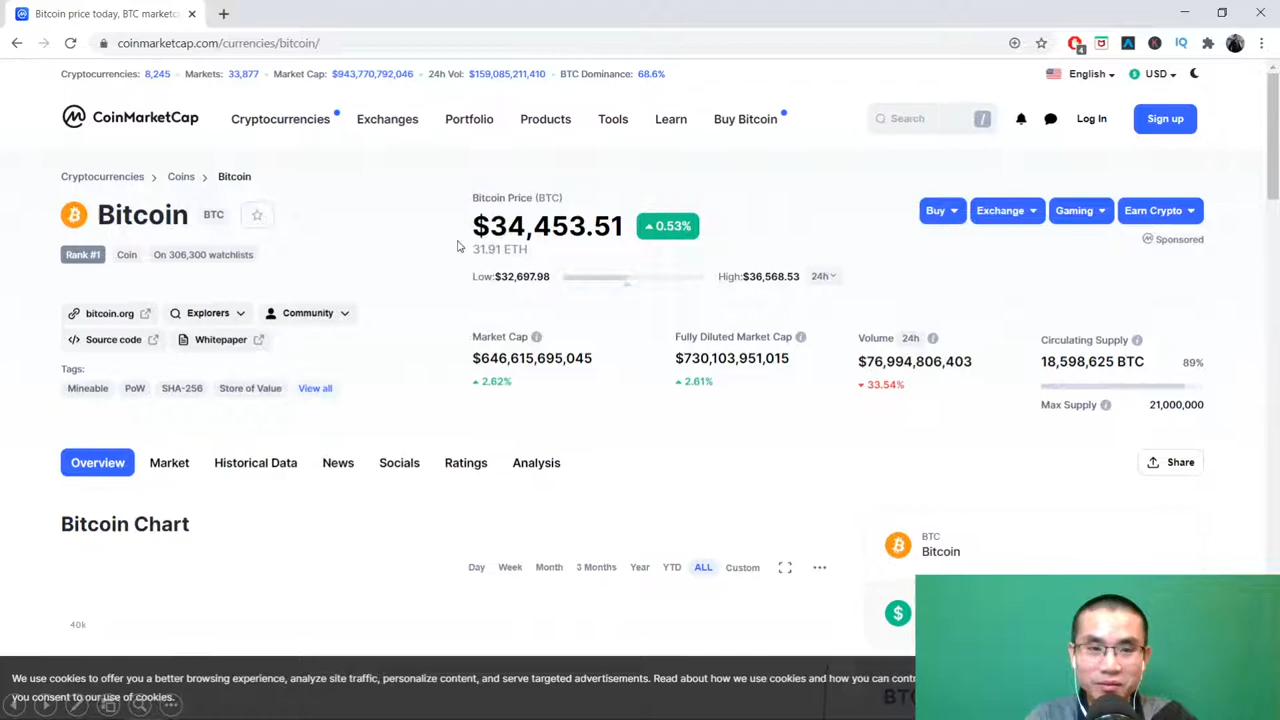 Bitcoin price today, BTC marketc
coinmarketcap.com/currencies/bitcoin/
4
IQ
Cryptocurrencies: 8,245 Markets: 33,877 Market Cap: $943,770,792,046 24h Vol: $159,085,211,410 BTC Dominance: 68.6%
English USD
CoinMarketCap
Cryptocurrencies Exchanges Portfolio Products Tools Learn Buy Bitcoin
Search /
Log In
Sign up
Cryptocurrencies > Coins > Bitcoin
Bitcoin BTC
Rank #1 Coin On 306,300 watchlists
bitcoin.org Explorers Community
Source code Whitepaper
Tags:
Mineable PoW SHA-256 Store of Value View all
Bitcoin Price (BTC)
$34,453.51 0.53%
31.91 ETH
Low:$32,697.98 High:$36,568.53 24h
Buy Exchange Gaming Earn Crypto
Sponsored
Market Cap
$646,615,695,045
2.62%
Fully Diluted Market Cap
$730,103,951,015
2.61%
Volume 24h
$76,994,806,403
33.54%
Circulating Supply
18,598,625 BTC 89%
Max Supply 21,000,000
Overview Market Historical Data News Socials Ratings Analysis
Share
Bitcoin Chart
Day Week Month 3 Months Year YTD ALL Custom
40k
BTC
Bitcoin
We use cookies to offer you a better browsing experience, analyze site traffic, personalize content, and serve targeted advertisements. Read about how we use cookies and how you can contr
you consent to our use of cookies.